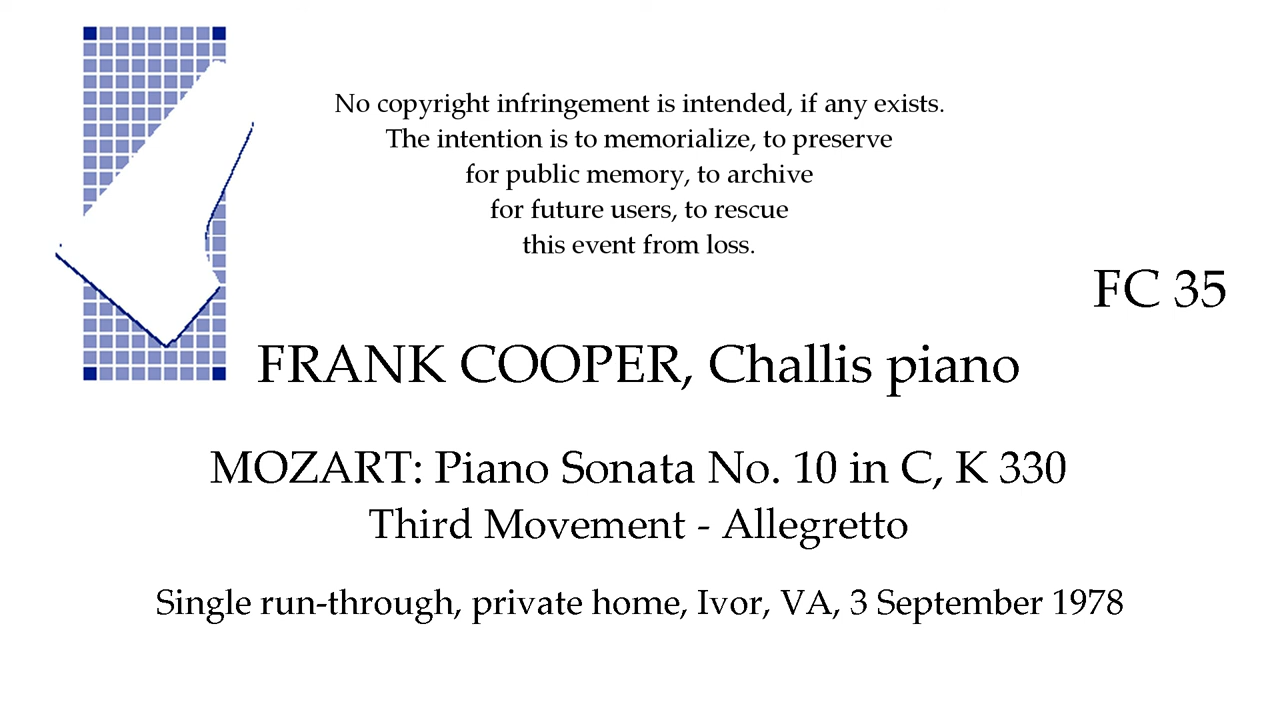 No copyright infringement is intended, if any exists.
The intention is to memorialize, to preserve
for public memory, to archive
for future users, to rescue
this event from loss.
FC 35
FRANK COOPER, Challis piano
MOZART: Piano Sonata No. 10 in C, K 330
Third Movement - Allegretto
Single run-through, private home, Ivor, VA, 3 September 1978